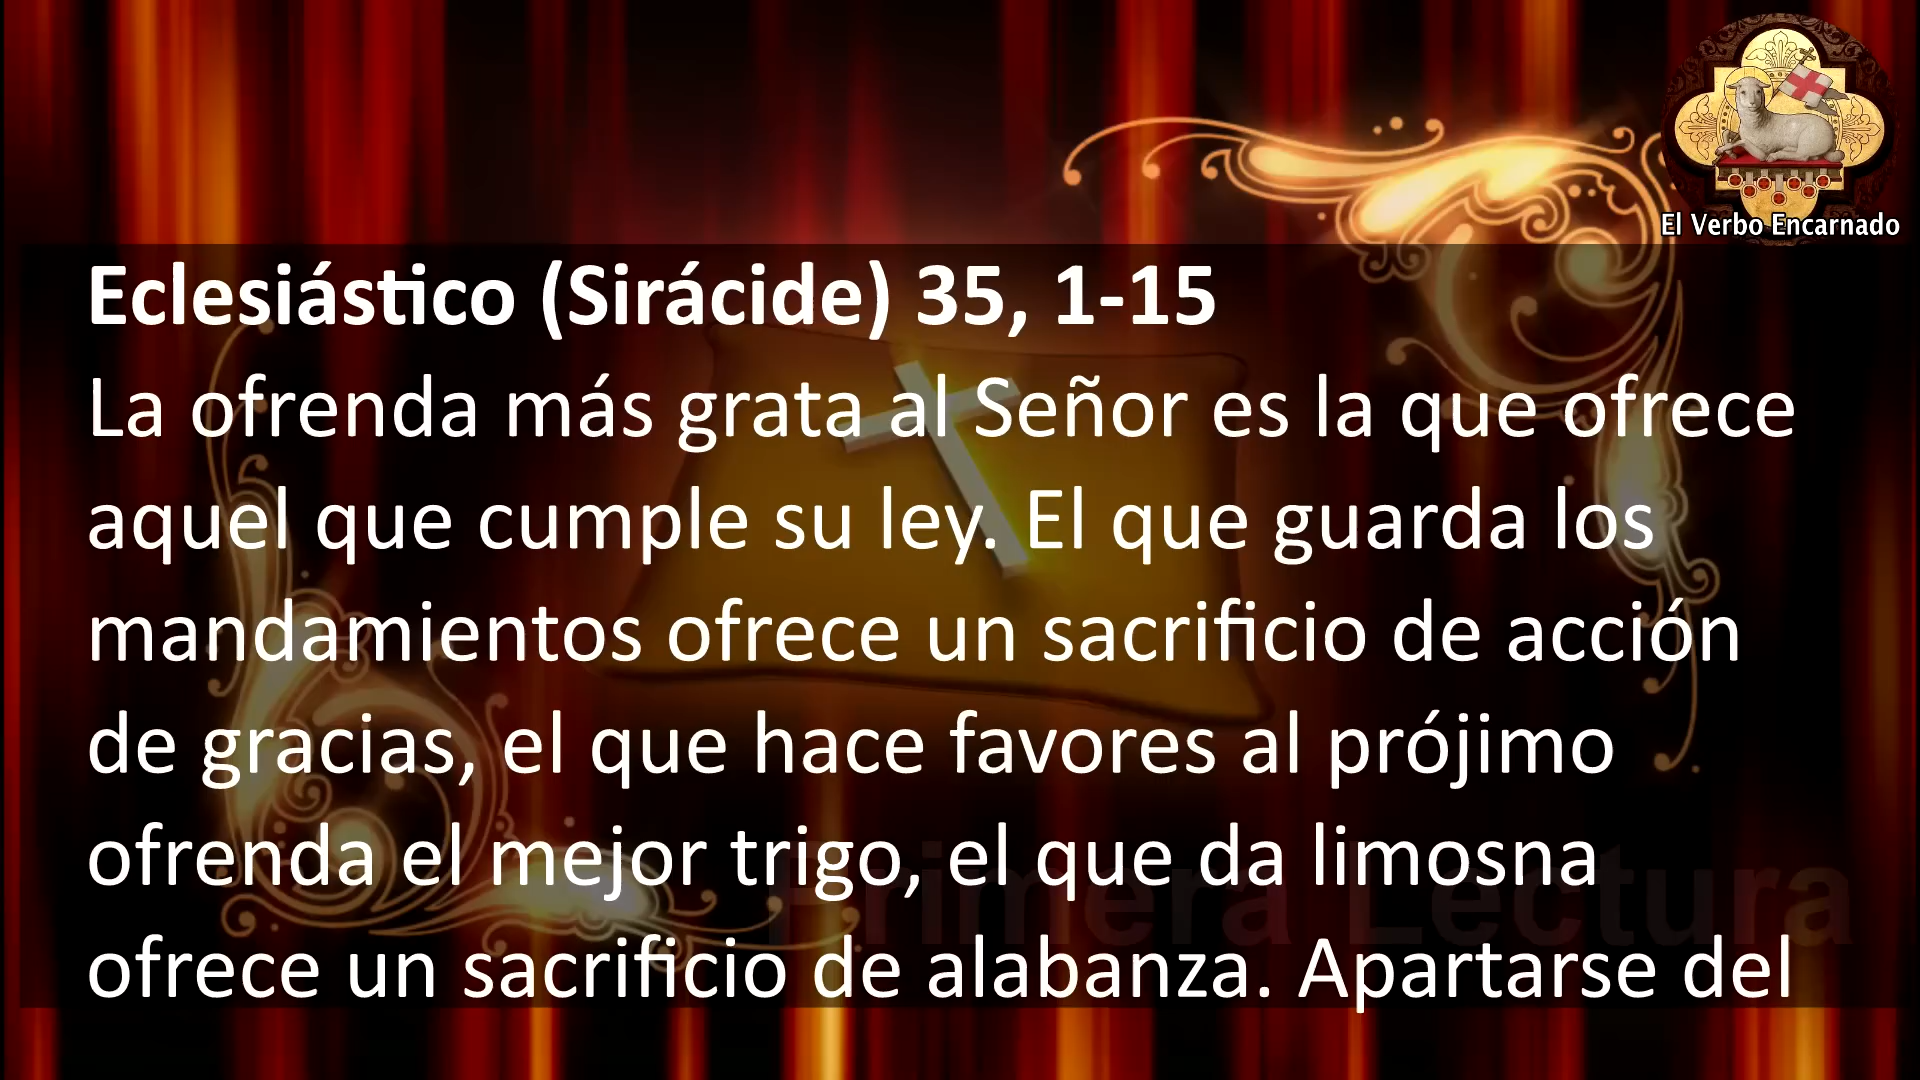 El Verbo Encarnado
Eclesiástico (Sirácide) 35, 1-15
La ofrenda más grata al Señor es la que ofrece
aquel que cumple su ley. El que guarda los
mandamientos ofrece un sacrificio de acción
de gracias, el que hace favores al prójimo
ofrenda el mejor trigo, el que da limosna
Primera Lectura
ofrece un sacrificio de alabanza. Apartarse del